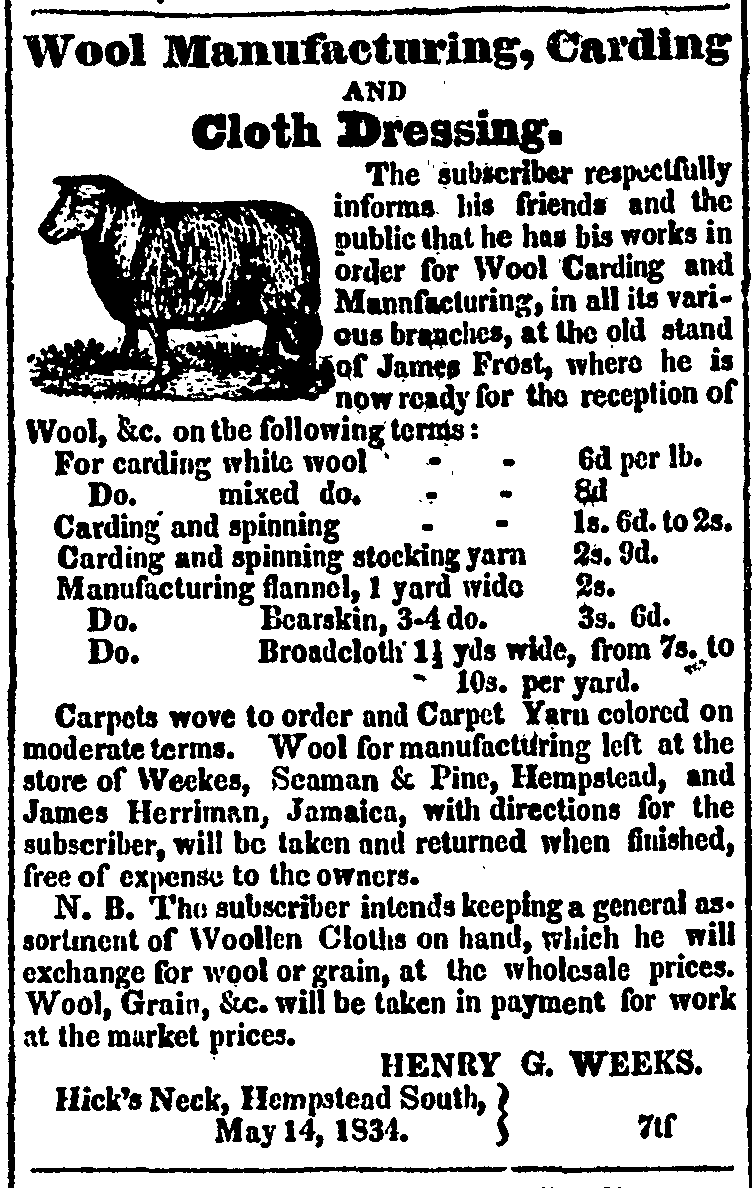 Wool Manufacturing, Carding
AND
Cloth Dressing.
The subscriber respectfully
informs his friends and the
public that he has his works in
order for Wool Carding and
Mannfacturing, in all its vari-
ous branches, at the old stand
of James Frost, where he is
now ready for the reception of
Wool, &c. on the following terms:
For carding white wool - - 6d per lb.
Do. mixed do. - - 8d
Carding and spinning - - 1s. 6d. to 2s.
Carding and spinning stocking yarn 2s. 9d.
Manufacturing flannel, 1 yard wide 2s.
Do. Bearskin, 3-4 do. 3s. 6d.
Do. Broadcloth 1½ yds wide, from 7s. to
10s. per yard.
Carpets wove to order and Carpet Yarn colored on
moderate terms. Wool for manufacturing left at the
store of Weekes, Seaman & Pine, Hempstead, and
James Herriman, Jamaica, with directions for the
subscriber, will be taken and returned when finished,
free of expense to the owners.
N. B. The subscriber intends keeping a general as-
sortment of Woollen Cloths on hand, which he will
exchange for wool or grain, at the wholesale prices.
Wool, Grain, &c. will be taken in payment for work
at the market prices.
HENRY G. WEEKS.
Hick's Neck, Hempstead South, }
May 14, 1834. 7tf